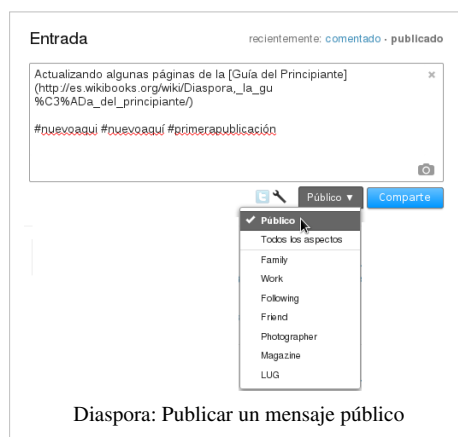 Entrada
recientemente: comentado - publicado
Actualizando algunas páginas de la [Guía del Principiante]
(http://es.wikibooks.org/wiki/Diaspora,_la_gu
%C3%ADa_del_principiante/)
#nuevoaqui #nuevoaquí #primerapublicación
Público ▼
Comparte
✔ Público
Todos los aspectos
Family
Work
Following
Friend
Photographer
Magazine
LUG
Diaspora: Publicar un mensaje público